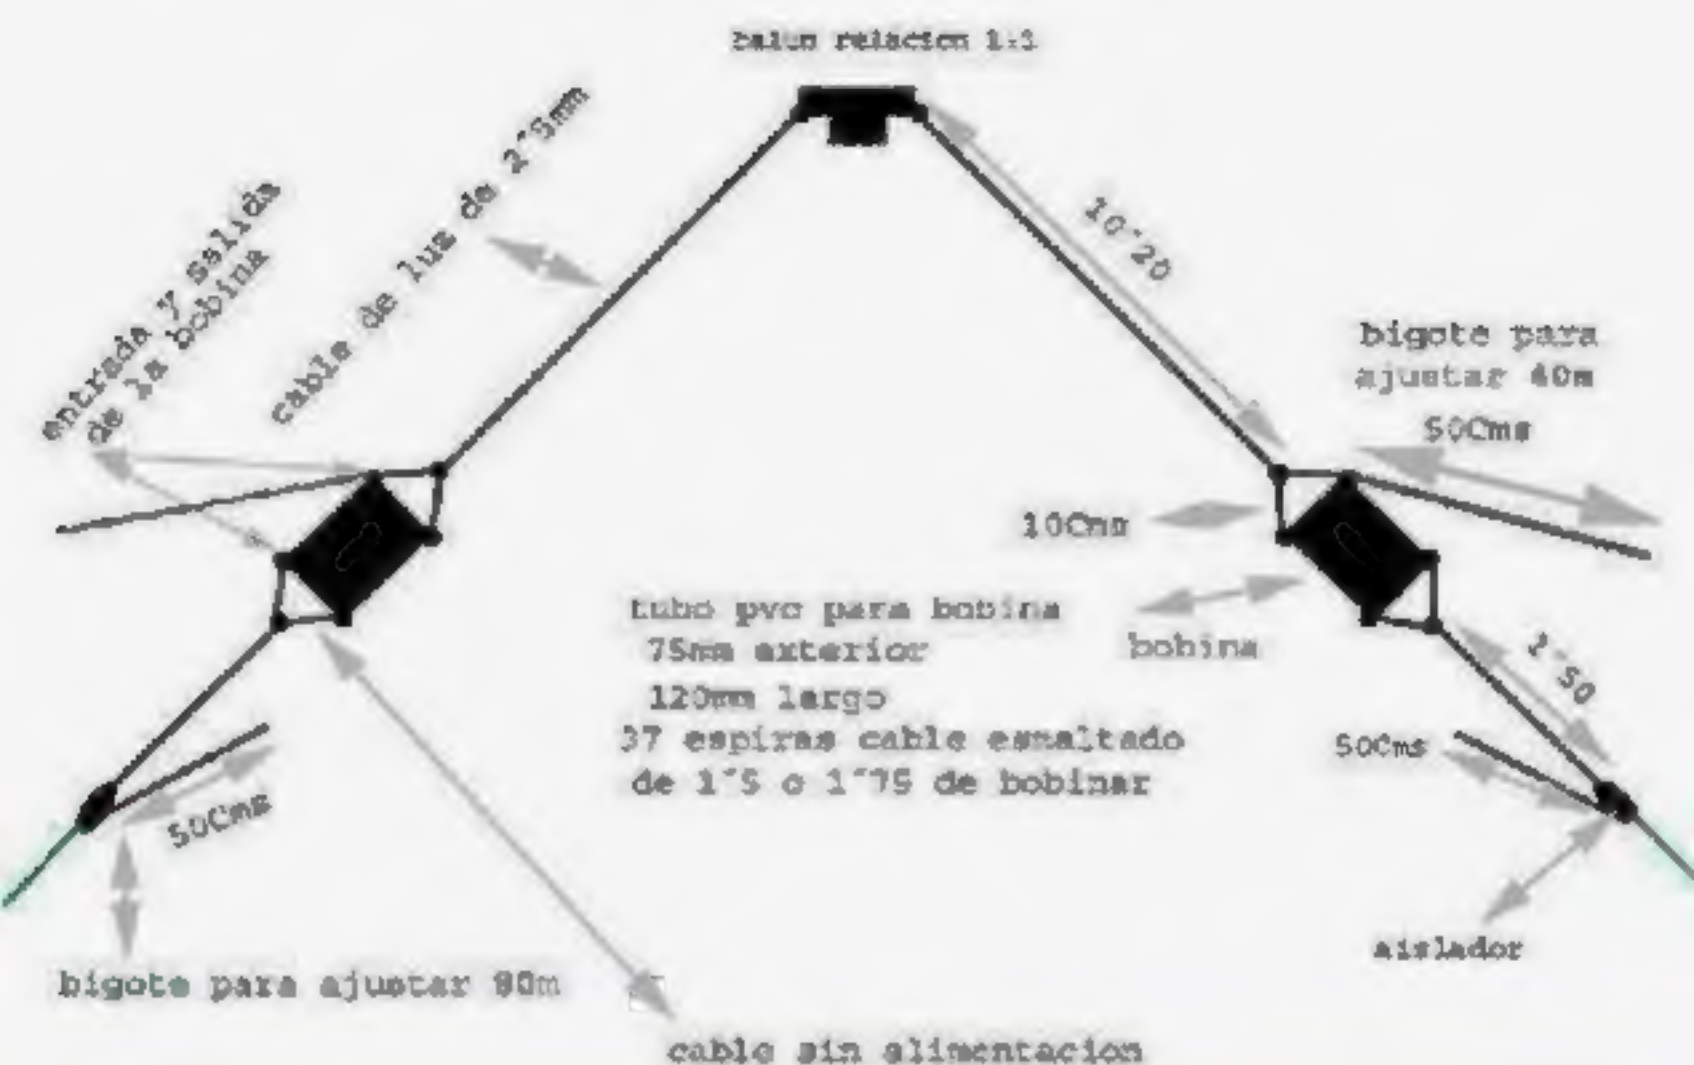 balun relacion 1:1
entrada y salida
de la bobina
cable de luz de 2´5mm
10´20
bigote para
ajustar 40m
50Cms
10Cms
bobina
tubo pvc para bobina
75mm exterior
120mm largo
37 espiras cable esmaltado
de 1´5 o 1´75 de bobinar
1´50
50Cms
50Cms
aislador
bigote para ajustar 80m
cable sin alimentacion